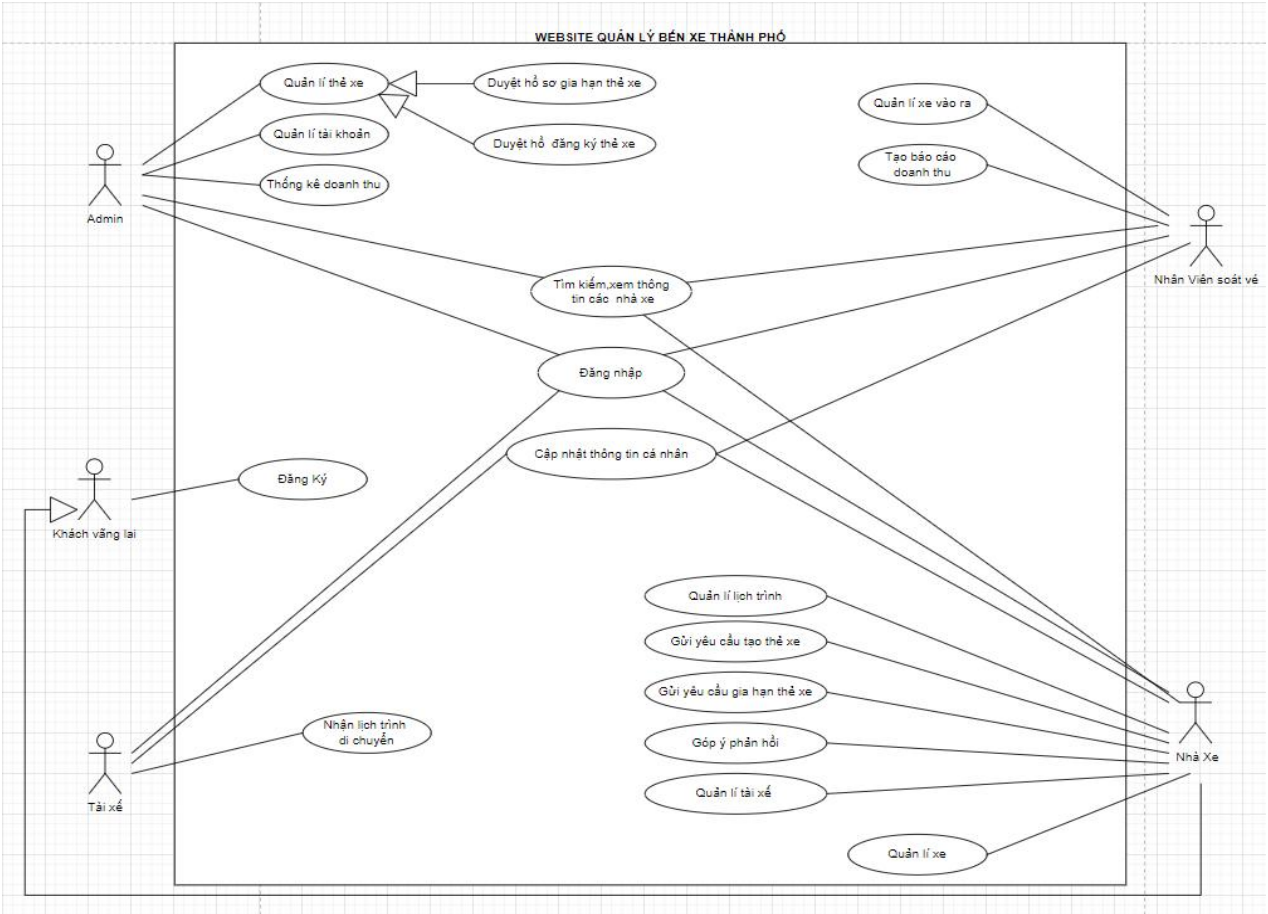 WEBSITE QUẢN LÝ BẾN XE THÀNH PHỐ
Quản lí thẻ xe
Duyệt hồ sơ gia hạn thẻ xe
Quản lí xe vào ra
Quản lí tài khoản
Duyệt hồ đăng ký thẻ xe
Tạo báo cáo
doanh thu
Thống kê doanh thu
Admin
Nhân Viên soát vé
Tìm kiếm,xem thông
tin các nhà xe
Đăng nhập
Cập nhật thông tin cá nhân
Đăng Ký
Khách vãng lai
Quản lí lịch trình
Gửi yêu cầu tạo thẻ xe
Gửi yêu cầu gia hạn thẻ xe
Nhận lịch trình
di chuyển
Góp ý phản hồi
Nhà Xe
Quản lí tài xế
Tài xế
Quản lí xe